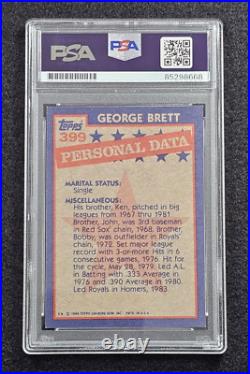 PSA
PSA
85298668
Topps
399
GEORGE BRETT
PERSONAL DATA
MARITAL STATUS:
Single
MISCELLANEOUS:
His brother, Ken, pitched in big
leagues from 1967 thru 1981.
Brother, John, was 3rd baseman
in Red Sox' chain, 1968. Brother,
Bobby, was outfielder in Royals'
chain, 1972. Set major league
record with 3-or-more Hits in 6
consecutive games, 1976. Hit
for the cycle, May 28, 1979. Led A.L.
in Batting with .333 Average in
1976 and .390 Average in 1980.
Led Royals in Homers, 1983.